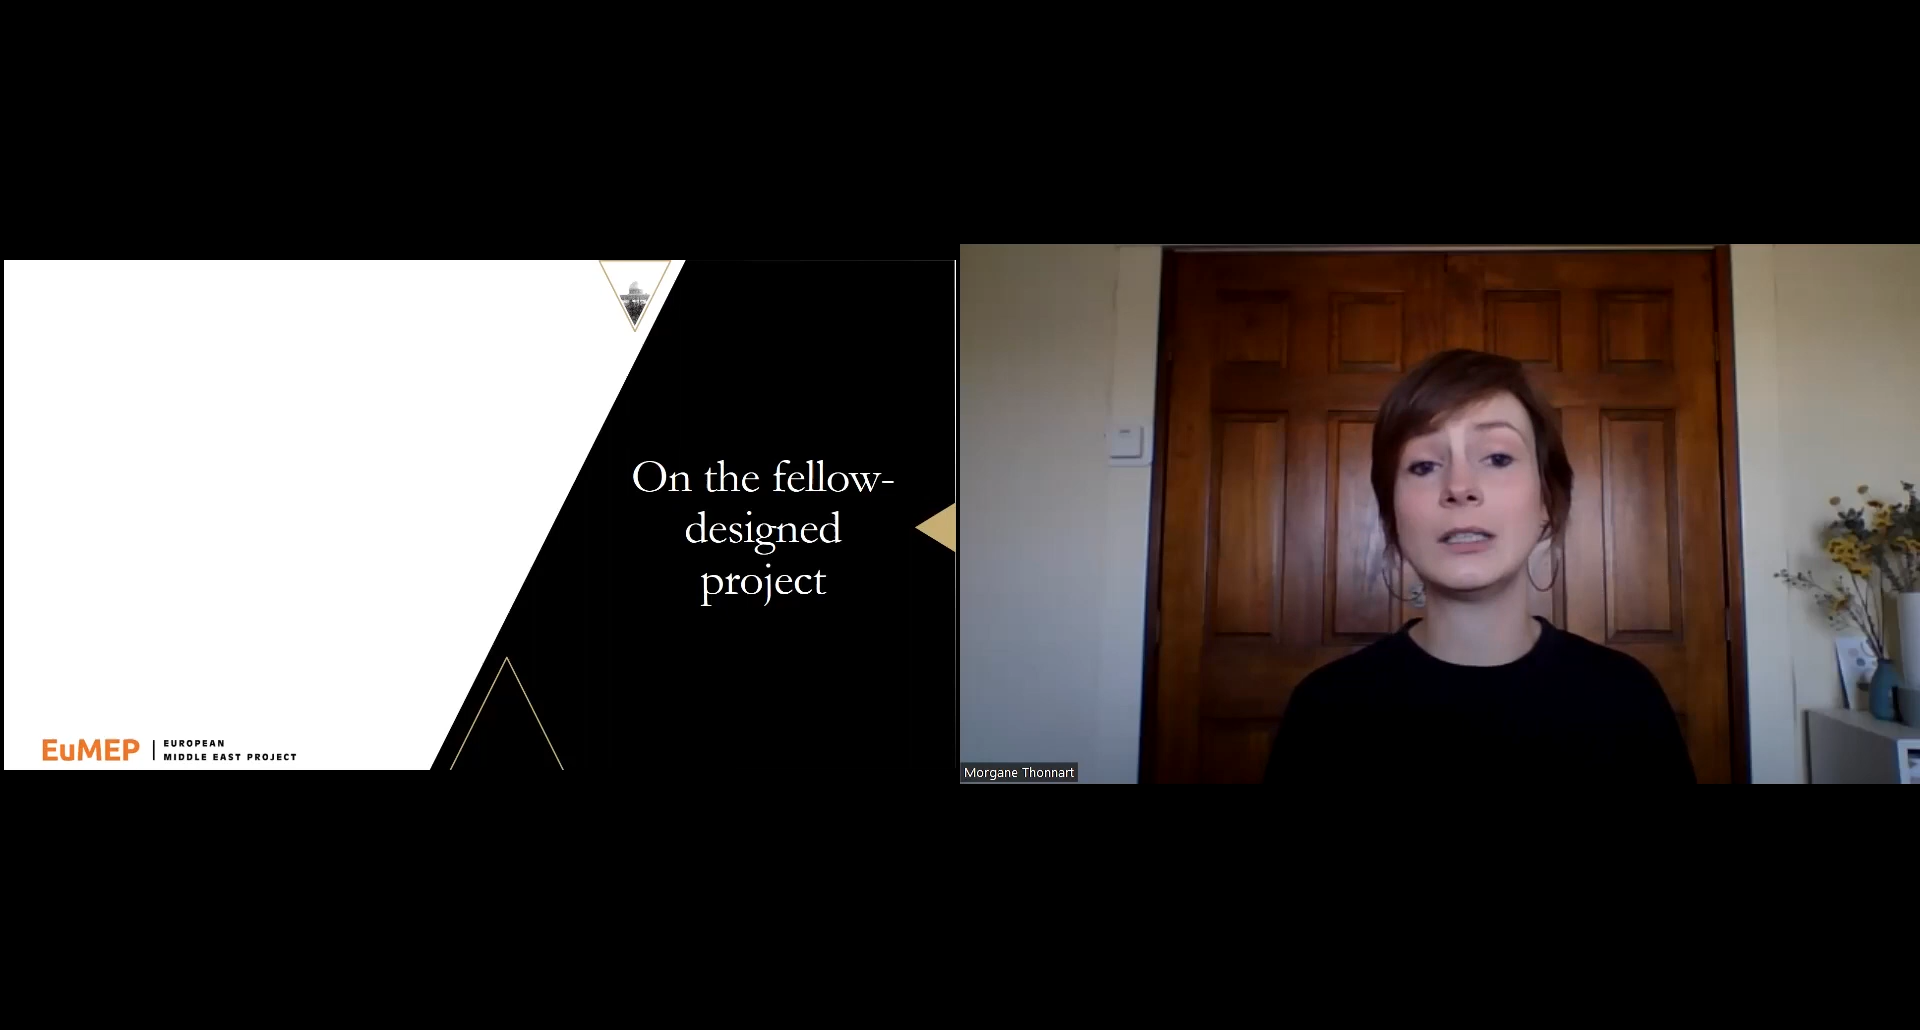 On the fellow-
designed
project
EuMEP
EUROPEAN
MIDDLE EAST PROJECT
Morgane Thonnart